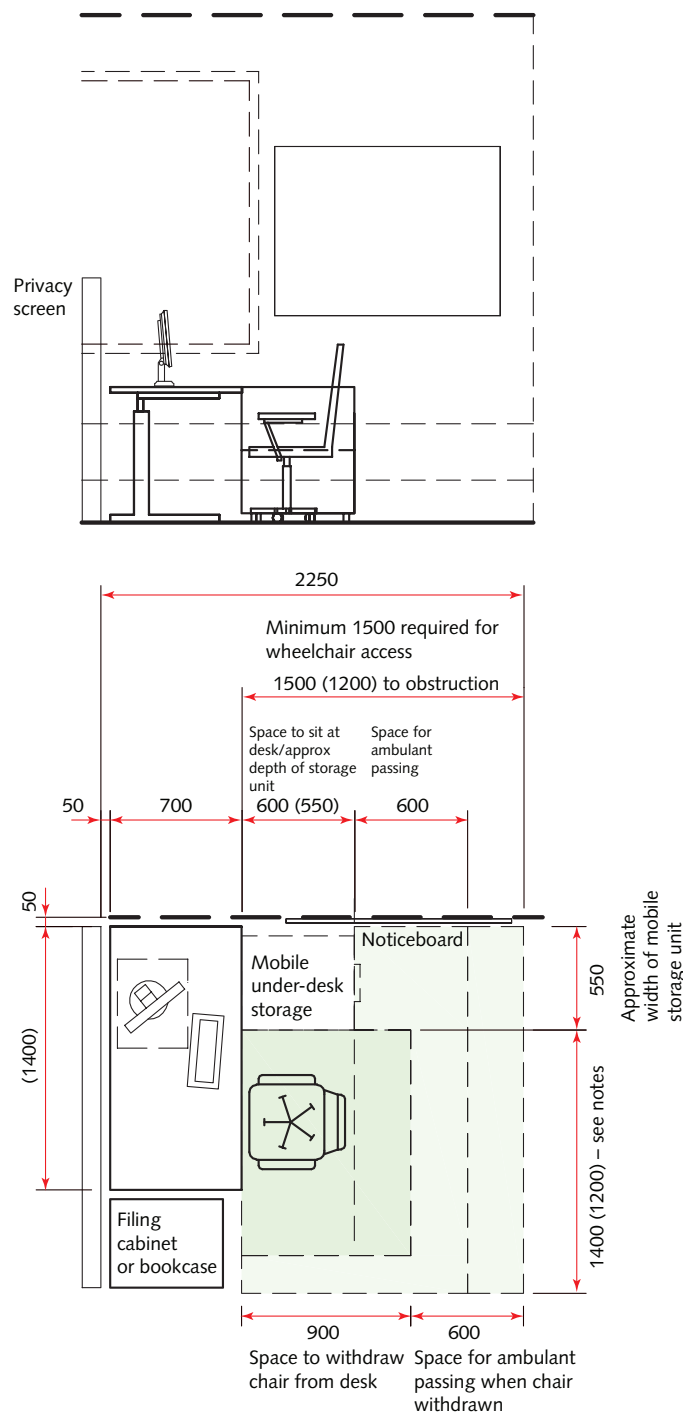 Privacy
screen
2250
Minimum 1500 required for
wheelchair access
1500 (1200) to obstruction
Space to sit at
desk/approx
depth of storage
unit
Space for
ambulant
passing
50
700
600 (550)
600
50
Noticeboard
Mobile
under-desk
storage
550
Approximate
width of mobile
storage unit
(1400)
1400 (1200) – see notes
Filing
cabinet
or bookcase
900
600
Space to withdraw
chair from desk
Space for ambulant
passing when chair
withdrawn